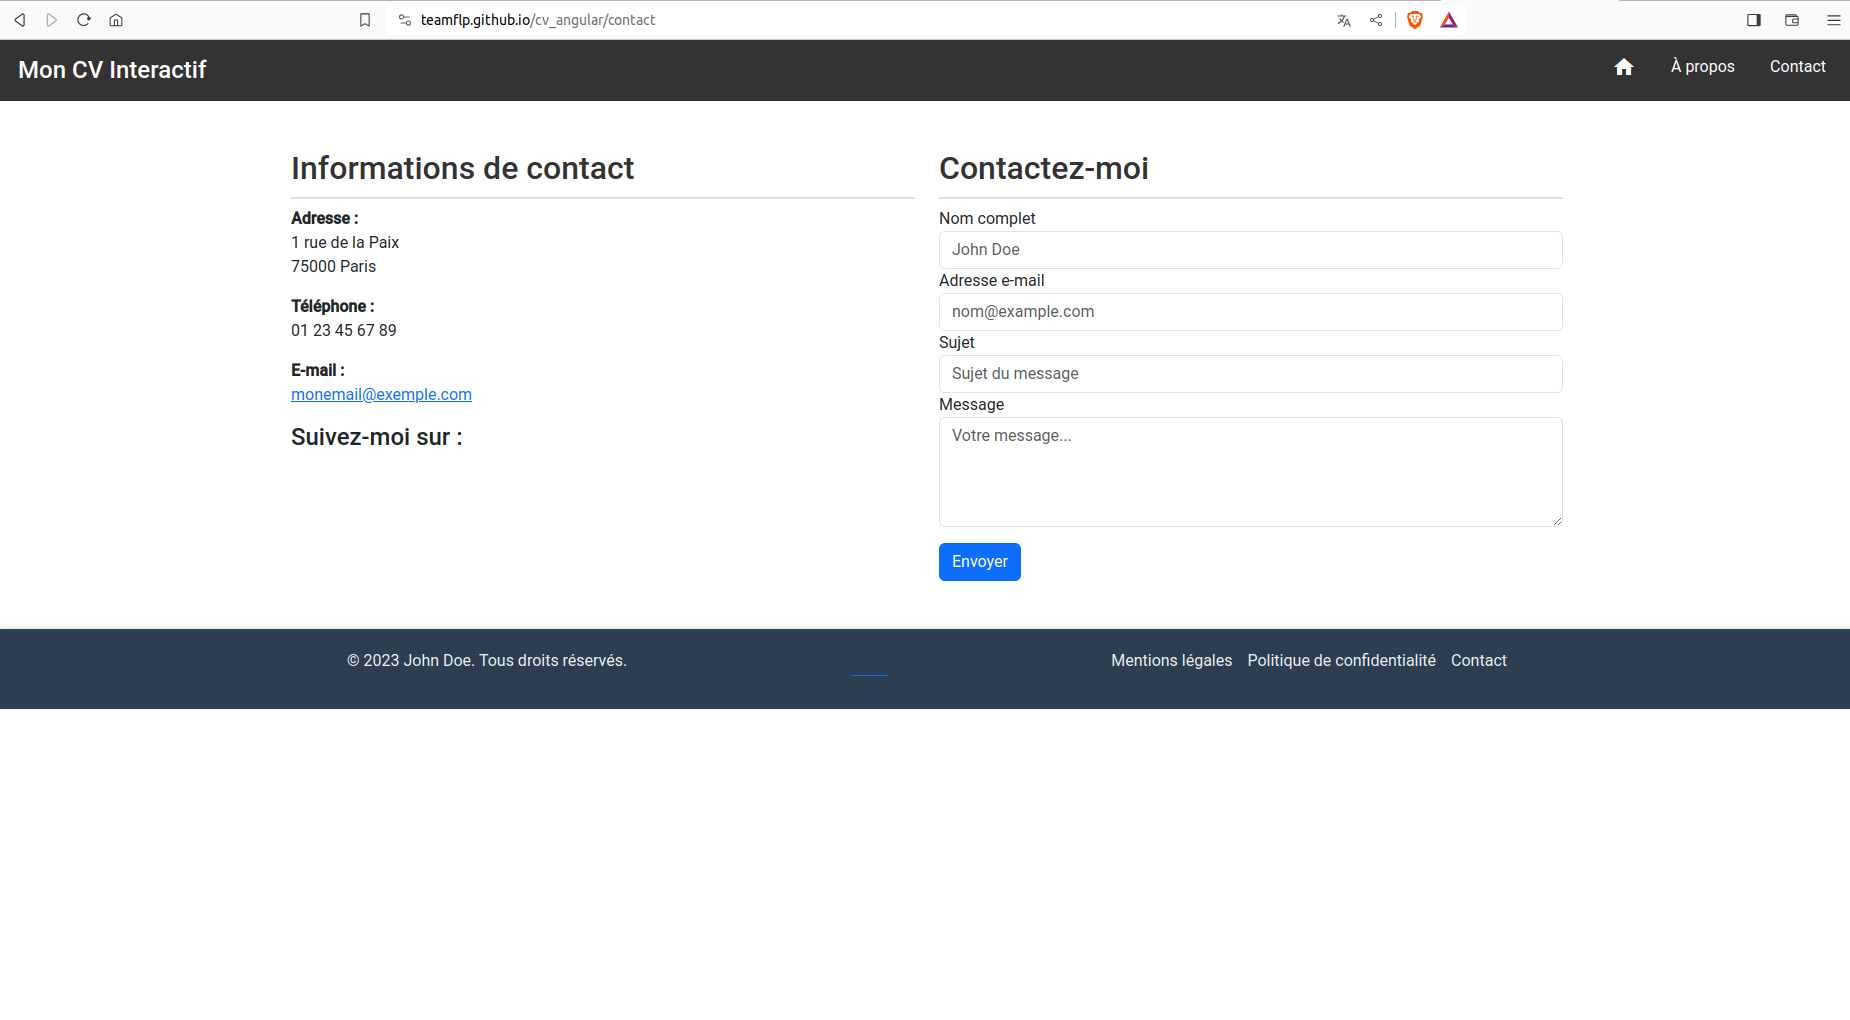 teamflp.github.io/cv_angular/contact
Mon CV Interactif
À propos
Contact
Informations de contact
Adresse :
1 rue de la Paix
75000 Paris
Téléphone :
01 23 45 67 89
E-mail :
monemail@exemple.com
Suivez-moi sur :
Contactez-moi
Nom complet
John Doe
Adresse e-mail
nom@example.com
Sujet
Sujet du message
Message
Votre message...
Envoyer
© 2023 John Doe. Tous droits réservés.
Mentions légales
Politique de confidentialité
Contact